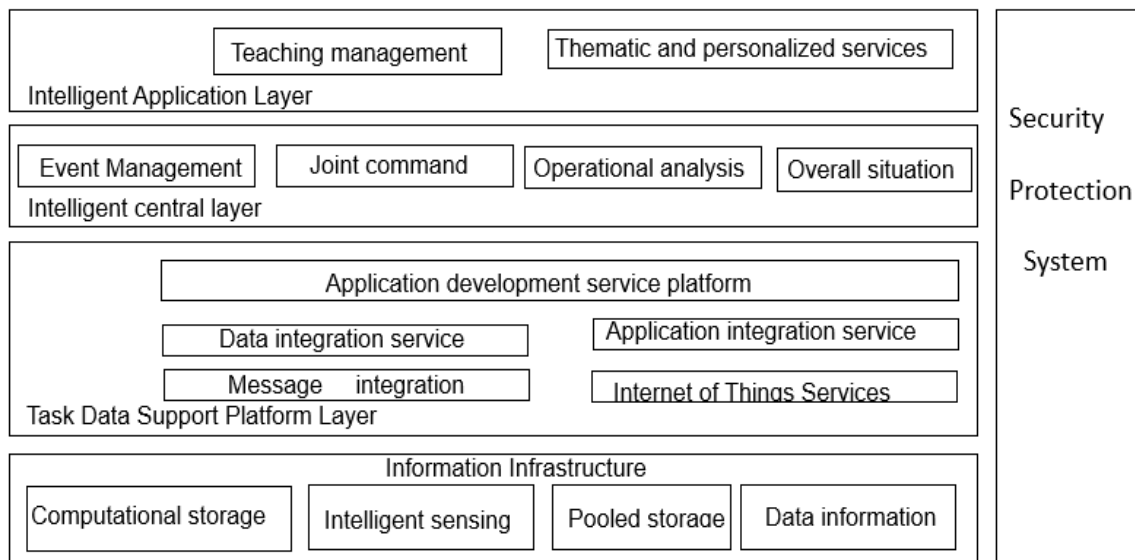 Teaching management
Thematic and personalized services
Intelligent Application Layer
Event Management
Joint command
Operational analysis
Overall situation
Intelligent central layer
Application development service platform
Data integration service
Application integration service
Message integration
Internet of Things Services
Task Data Support Platform Layer
Information Infrastructure
Computational storage
Intelligent sensing
Pooled storage
Data information
Security
Protection
System